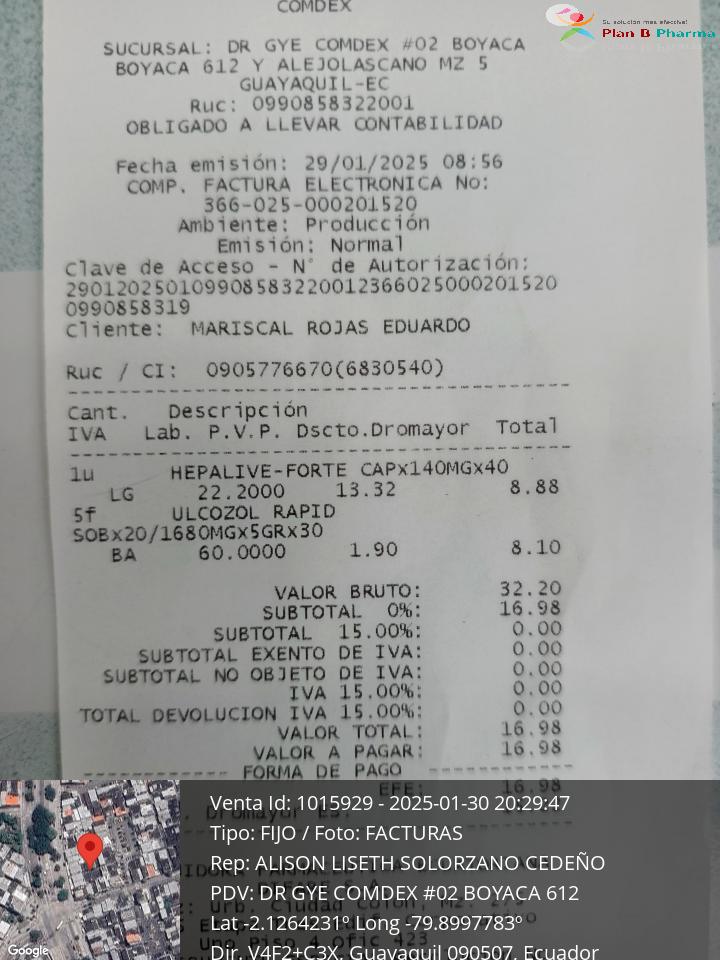 COMDEX
Su solución más efectiva!
Plan B Pharma
SUCURSAL: DR GYE COMDEX #02 BOYACA
BOYACA 612 Y ALEJOLASCANO MZ 5
GUAYAQUIL-EC
Ruc: 0990858322001
OBLIGADO A LLEVAR CONTABILIDAD
Fecha emisión: 29/01/2025 08:56
COMP. FACTURA ELECTRONICA No:
366-025-000201520
Ambiente: Producción
Emisión: Normal
Clave de Acceso - N° de Autorización:
290120250109908583220012366025000201520
0990858319
Cliente: MARISCAL ROJAS EDUARDO
Ruc / CI: 0905776670(6830540)
Cant. Descripción
IVA Lab. P.V.P. Dscto.Dromayor Total
1u HEPALIVE-FORTE CAPx140MGx40
LG 22.2000 13.32 8.88
5f ULCOZOL RAPID
SOBx20/1680MGx5GRx30
BA 60.0000 1.90 8.10
VALOR BRUTO: 32.20
SUBTOTAL 0%: 16.98
SUBTOTAL 15.00%: 0.00
SUBTOTAL EXENTO DE IVA: 0.00
SUBTOTAL NO OBJETO DE IVA: 0.00
IVA 15.00%: 0.00
TOTAL DEVOLUCION IVA 15.00%: 0.00
VALOR TOTAL: 16.98
VALOR A PAGAR: 16.98
---------- FORMA DE PAGO ----------
EFE: 16.98
Venta Id: 1015929 - 2025-01-30 20:29:47
Tipo: FIJO / Foto: FACTURAS
Rep: ALISON LISETH SOLORZANO CEDEÑO
PDV: DR GYE COMDEX #02 BOYACA 612
Lat -2.1264231º Long -79.8997783º
Dir. V4F2+C3X, Guayaquil 090507, Ecuador
Google